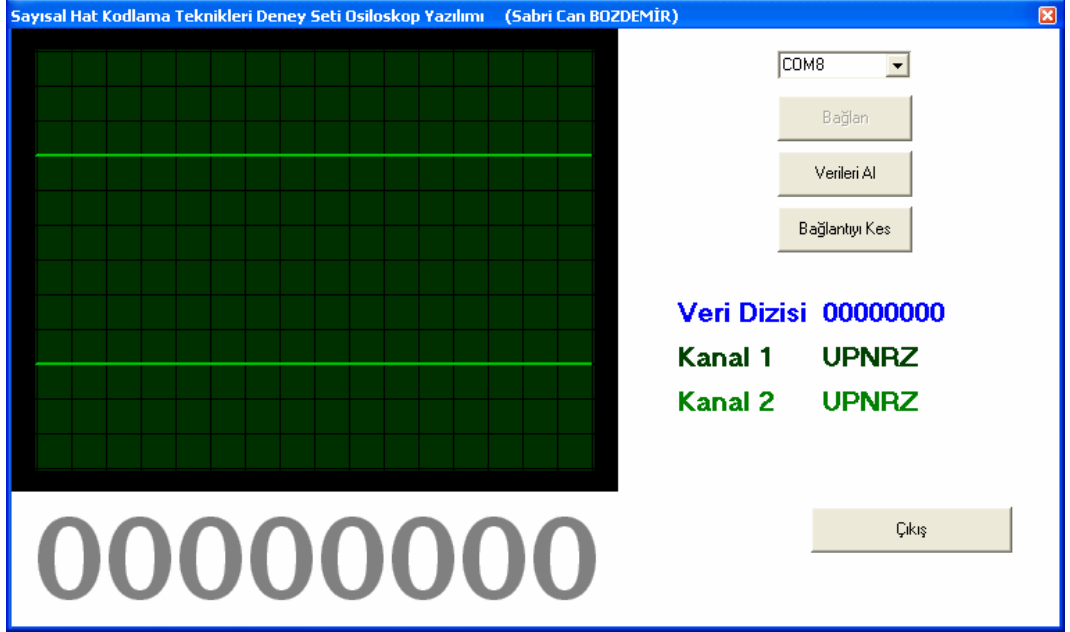 Sayısal Hat Kodlama Teknikleri Deney Seti Osiloskop Yazılımı (Sabri Can BOZDEMİR)
COM8
Bağlan
Verileri Al
Bağlantıyı Kes
Veri Dizisi 00000000
Kanal 1 UPNRZ
Kanal 2 UPNRZ
Çıkış
00000000